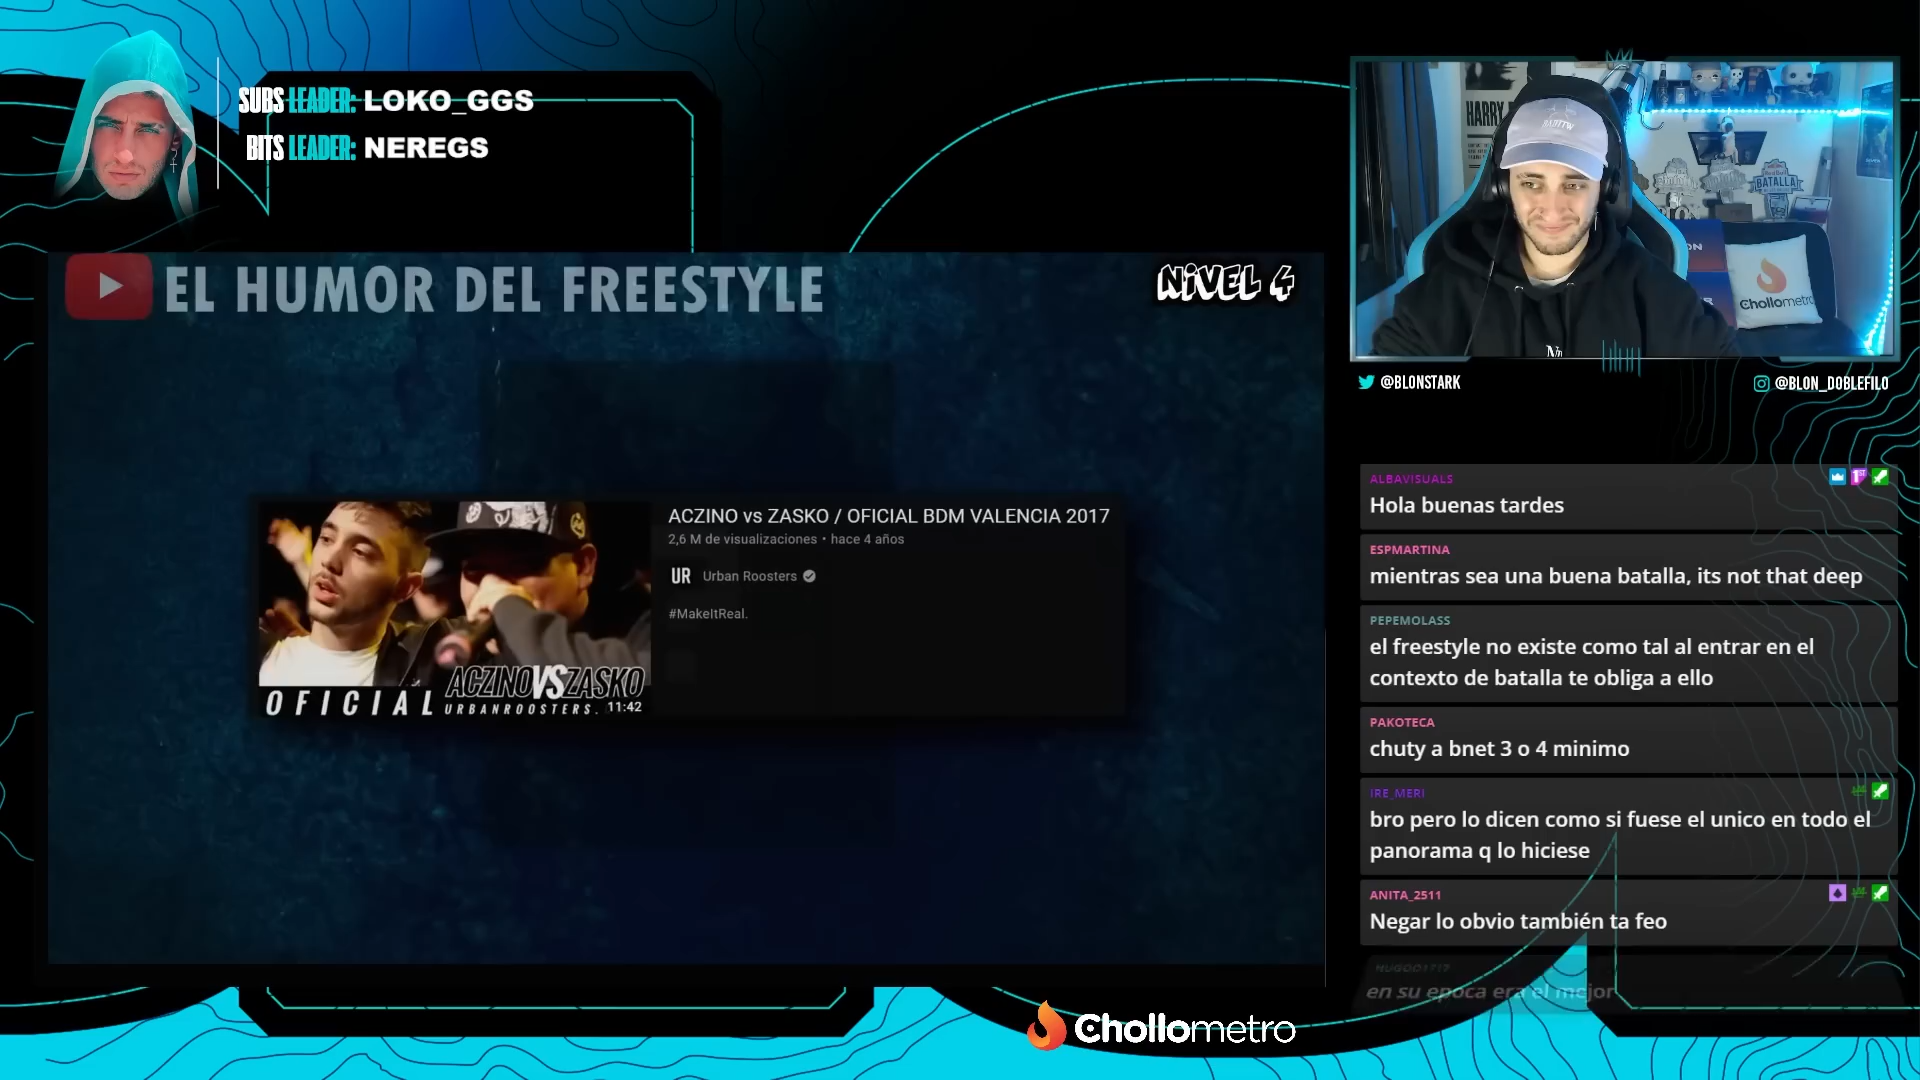 SUBS LEADER: LOKO_GGS
BITS LEADER: NEREGS
EL HUMOR DEL FREESTYLE
NIVEL 4
ACZINO vs ZASKO / OFICIAL BDM VALENCIA 2017
2,6 M de visualizaciones • hace 4 años
UR Urban Roosters
#MakeItReal.
ACZINO VS ZASKO
OFICIAL URBANROOSTERS. 11:42
HARRY
BATALLA
Chollometro
@BLONSTARK
@BLON_DOBLEFILO
ALBAVISUALS
Hola buenas tardes
ESPMARTINA
mientras sea una buena batalla, its not that deep
PEPEMOLASS
el freestyle no existe como tal al entrar en el
contexto de batalla te obliga a ello
PAKOTECA
chuty a bnet 3 o 4 minimo
IRE_MERI
bro pero lo dicen como si fuese el unico en todo el
panorama q lo hiciese
ANITA_2511
Negar lo obvio también ta feo
en su epoca era el mejor
Chollometro